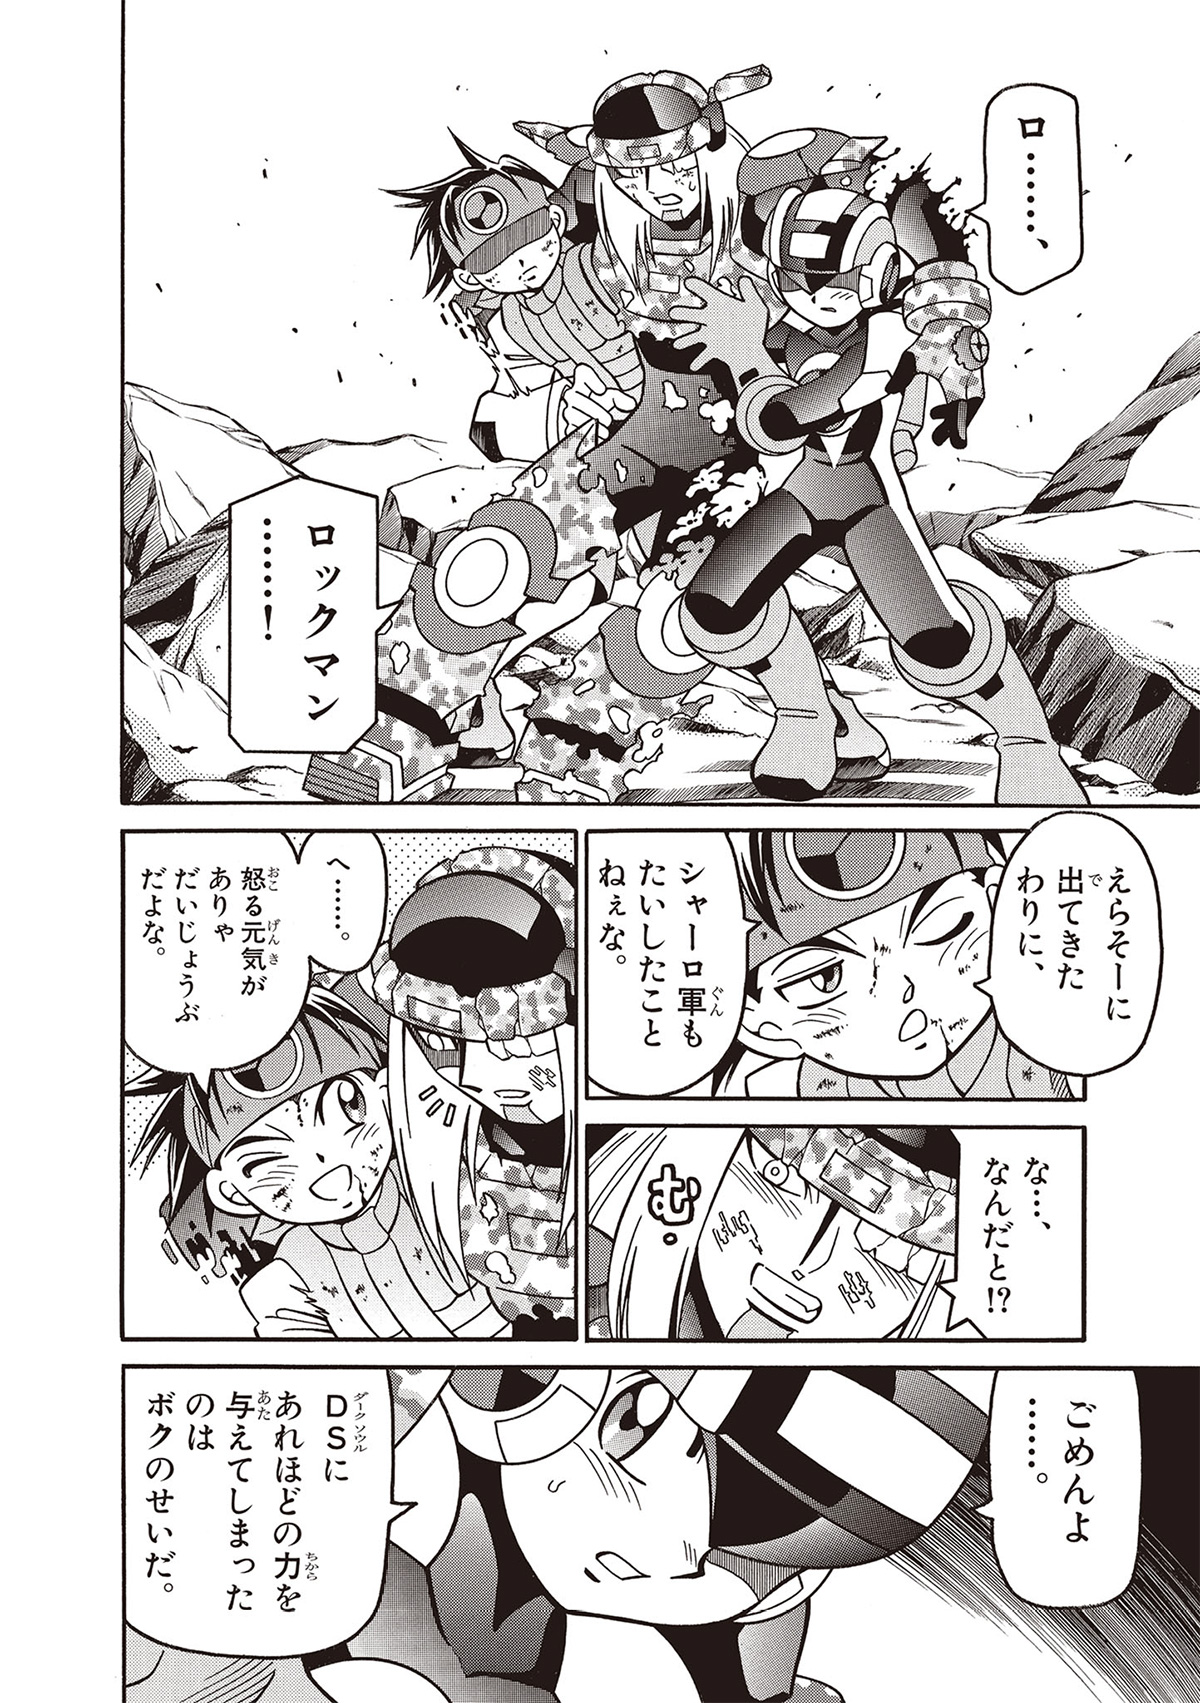 ロ………、
ロックマン
………！
えらそーに
出てきた
わりに、
シャーロ軍も
たいしたこと
ねぇな。
な…、
なんだと!?
む.
へ……。
怒る元気が
ありゃ
だいじょうぶ
だよな。
ごめんよ
……。
DSに
あれほどの力を
与えてしまった
のは
ボクのせいだ。